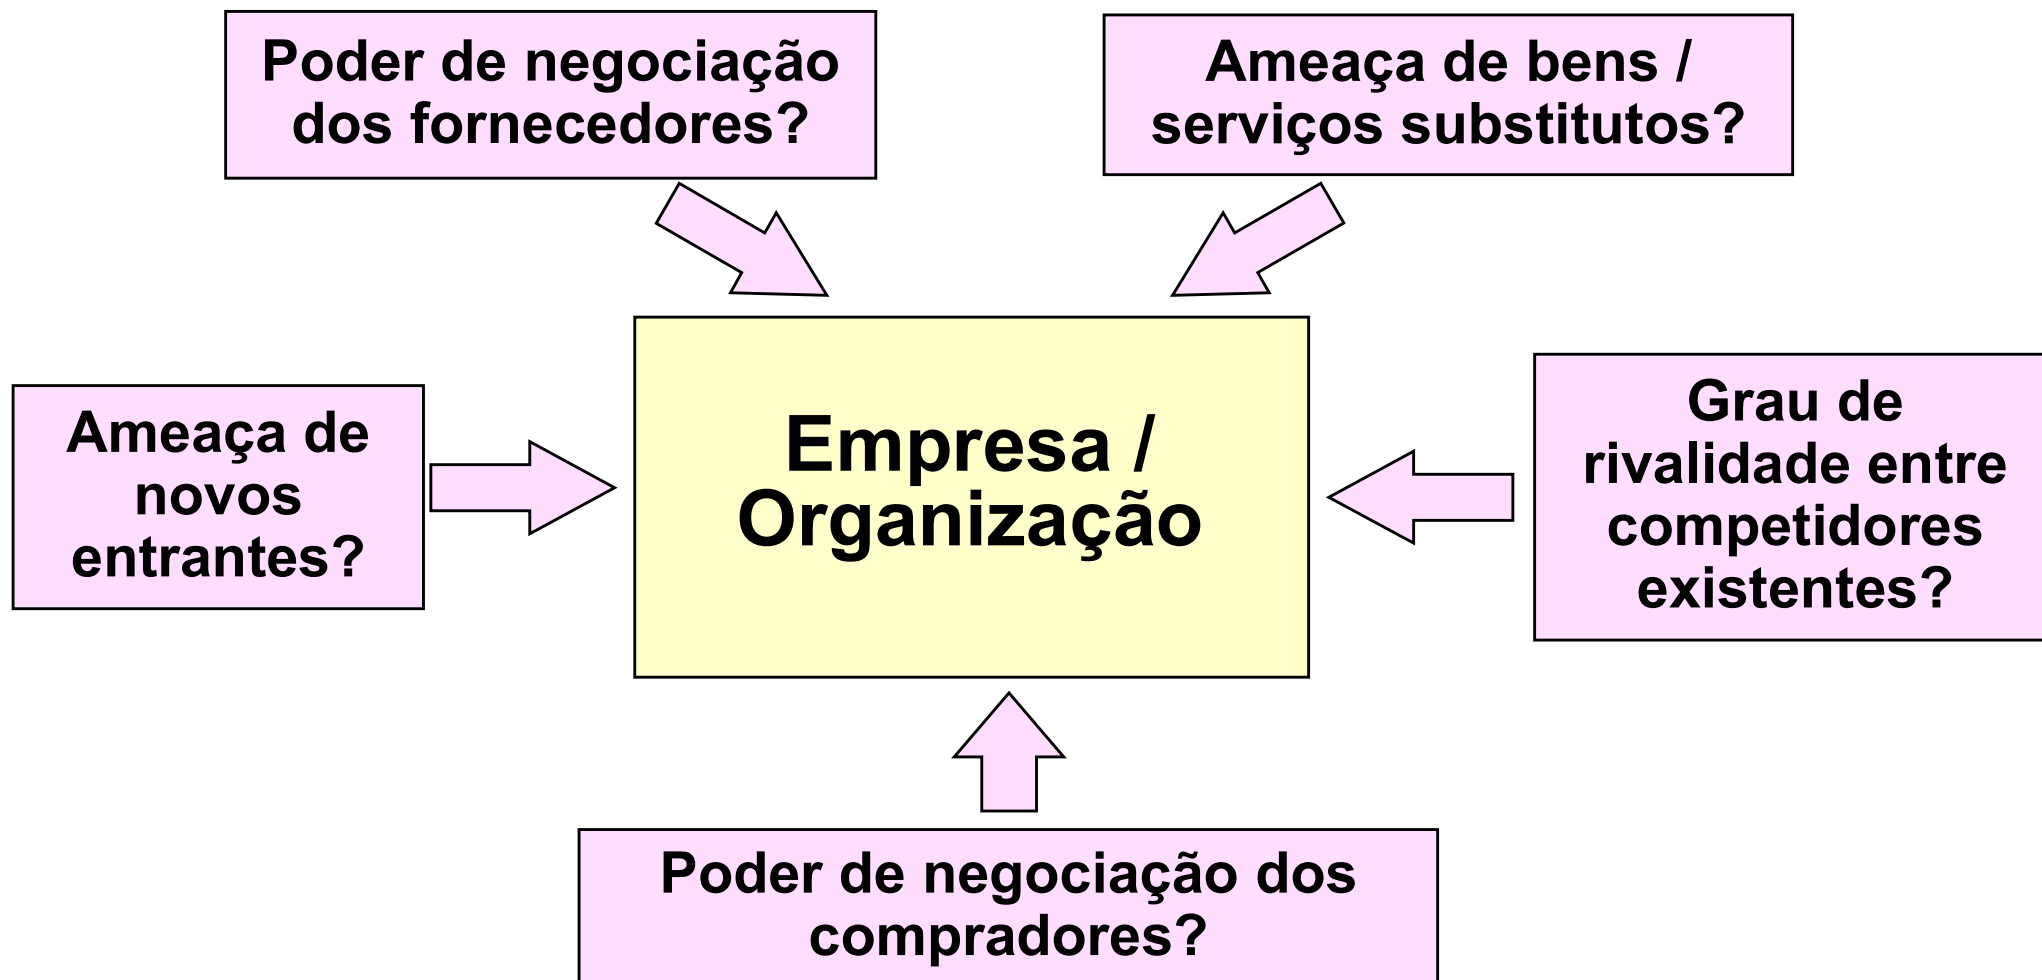 Poder de negociação
dos fornecedores?
Ameaça de bens /
serviços substitutos?
Ameaça de
novos
entrantes?
Empresa /
Organização
Grau de
rivalidade entre
competidores
existentes?
Poder de negociação dos
compradores?